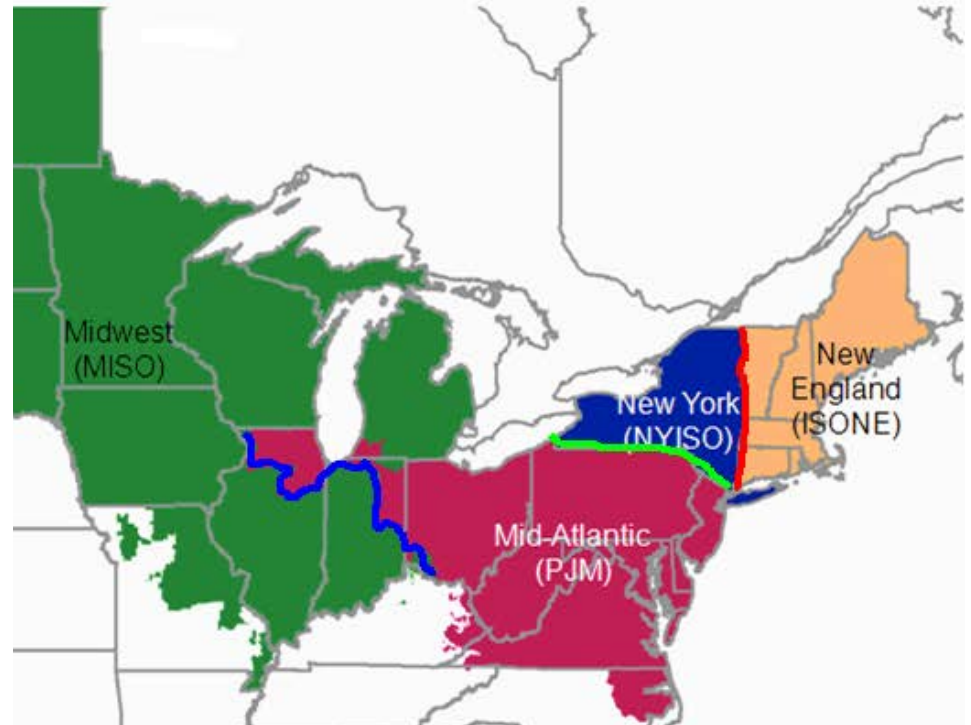 Midwest
(MISO)
New York
(NYISO)
New
England
(ISONE)
Mid-Atlantic
(PJM)